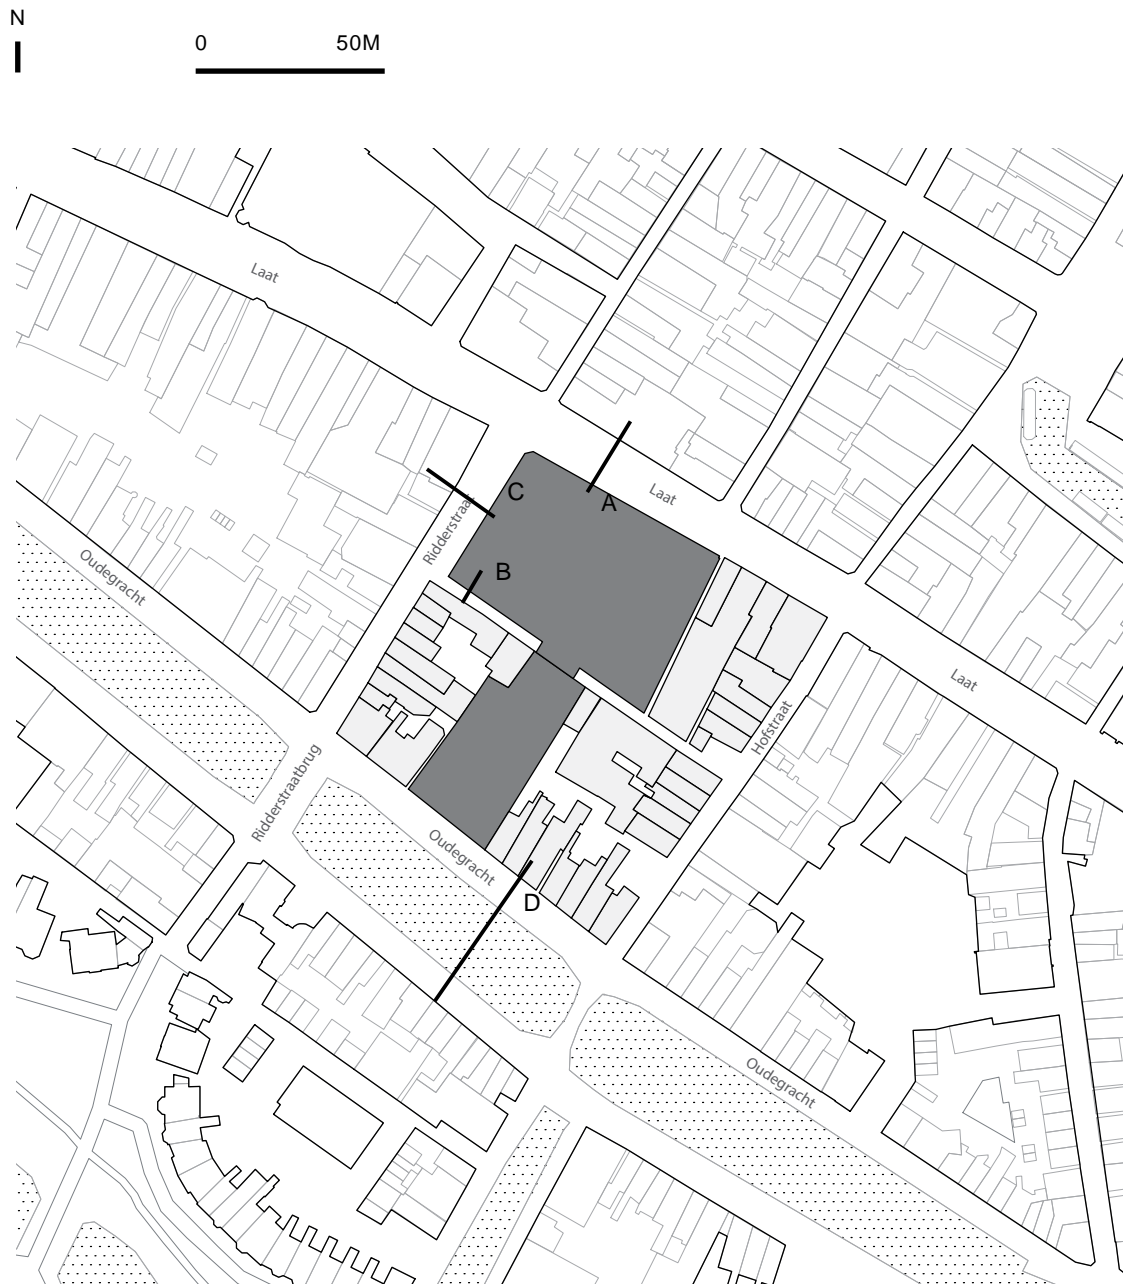 N
0 50M
Laat
C
A
Laat
Ridderstraat
B
Oudegracht
Laat
Hofstraat
Ridderstraatbrug
Oudegracht
D
Oudegracht